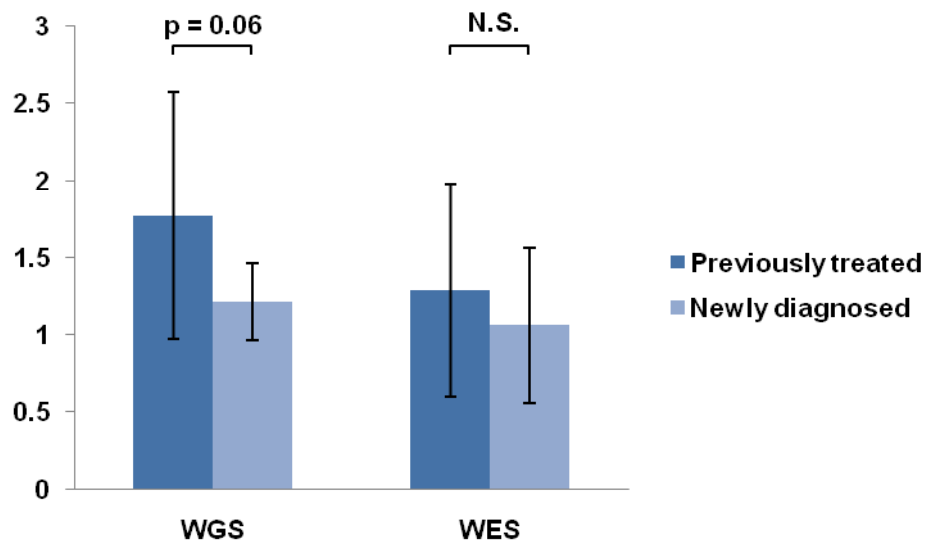 p = 0.06
N.S.
3
2.5
2
1.5
1
0.5
0
WGS
WES
Previously treated
Newly diagnosed